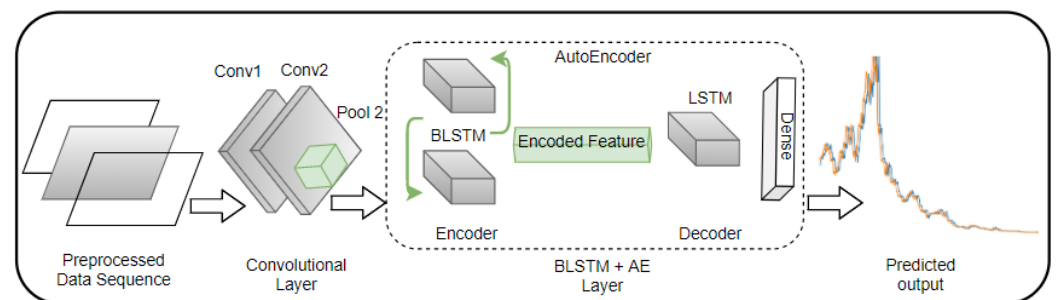 Conv1
Conv2
Pool 2
AutoEncoder
BLSTM
Encoded Feature
LSTM
Dense
Encoder
Decoder
Preprocessed
Data Sequence
Convolutional
Layer
BLSTM + AE
Layer
Predicted
output